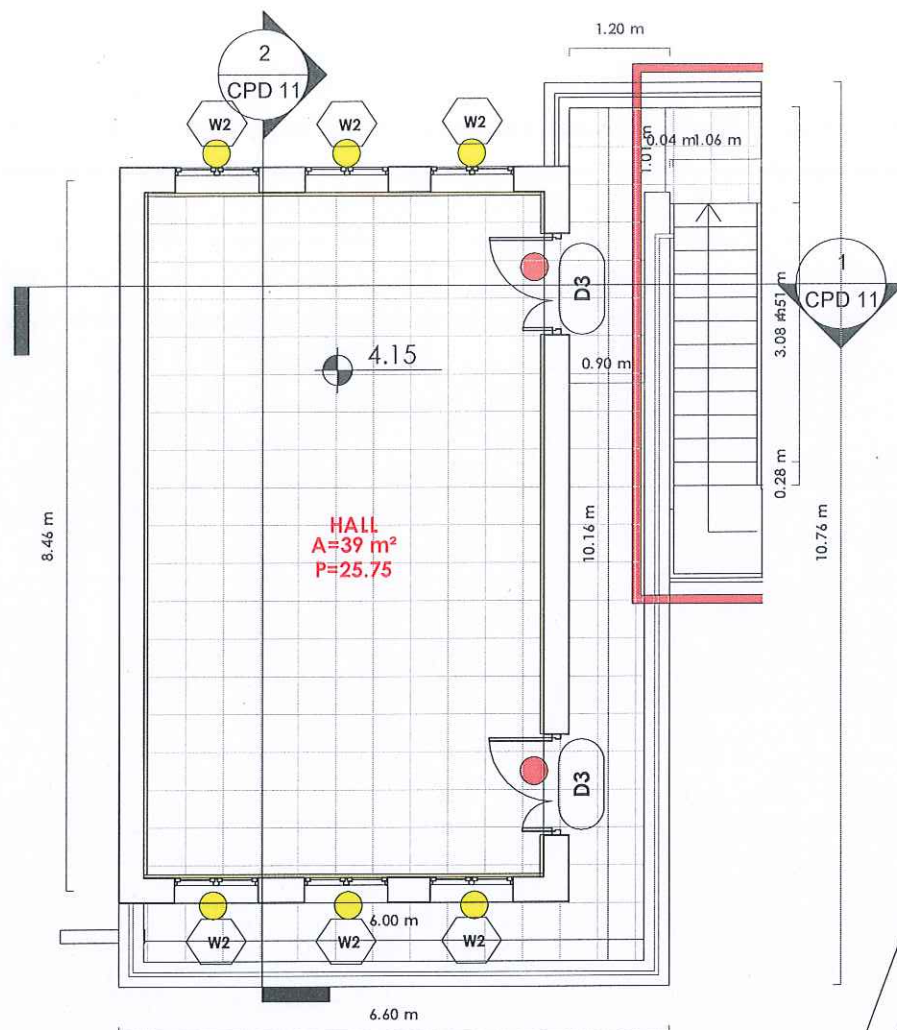 1.20 m
2
CPD 11
W2
W2
W2
1.01 m
0.04 m
1.06 m
D3
1
CPD 11
4.15
0.90 m
3.08 m
0.28 m
8.46 m
HALL
A=39 m²
P=25.75
10.16 m
10.76 m
D3
6.00 m
W2
W2
W2
6.60 m